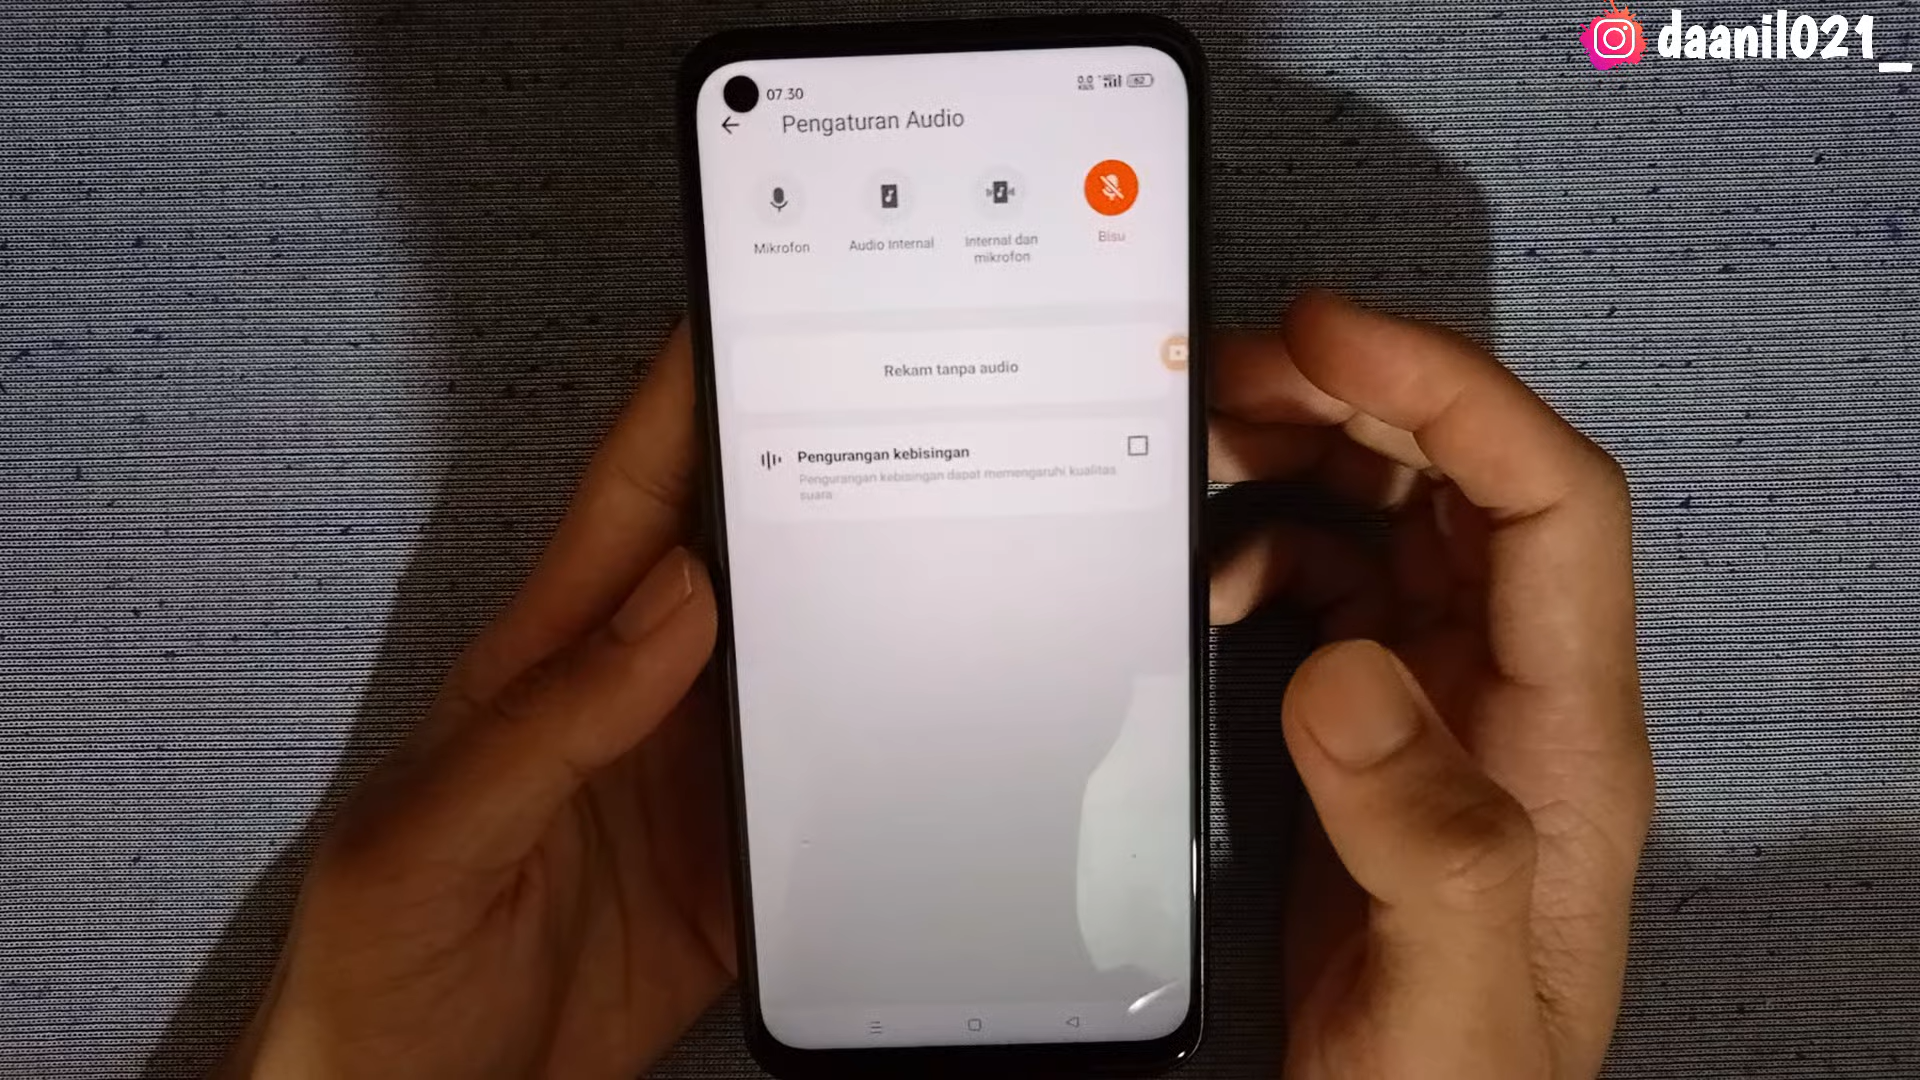 daanil021_
07.30
62
Pengaturan Audio
Mikrofon
Audio Internal
Internal dan
mikrofon
Bisu
Rekam tanpa audio
Pengurangan kebisingan
Pengurangan kebisingan dapat memengaruhi kualitas
suara